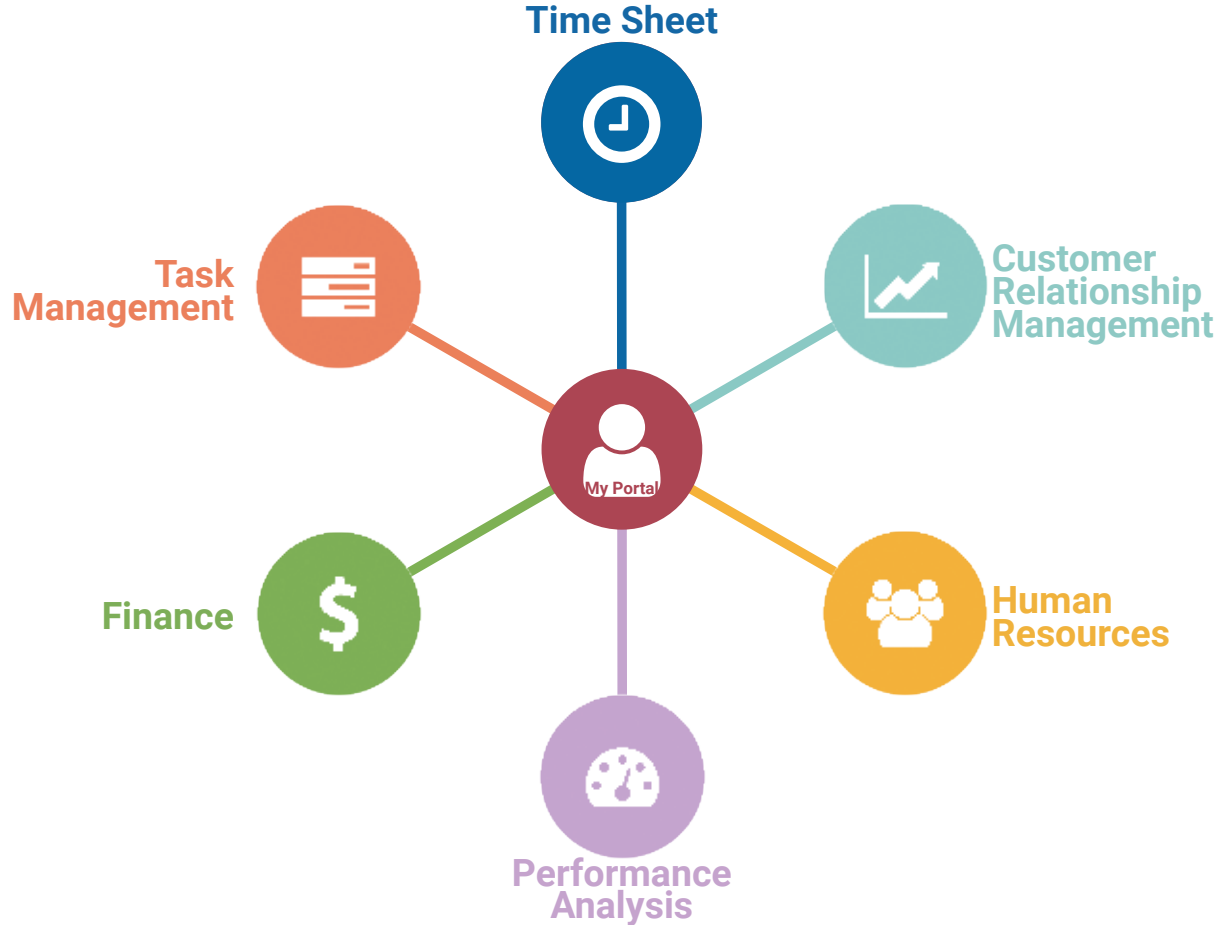 Time Sheet
Task
Management
Customer
Relationship
Management
My Portal
Finance
Human
Resources
Performance
Analysis